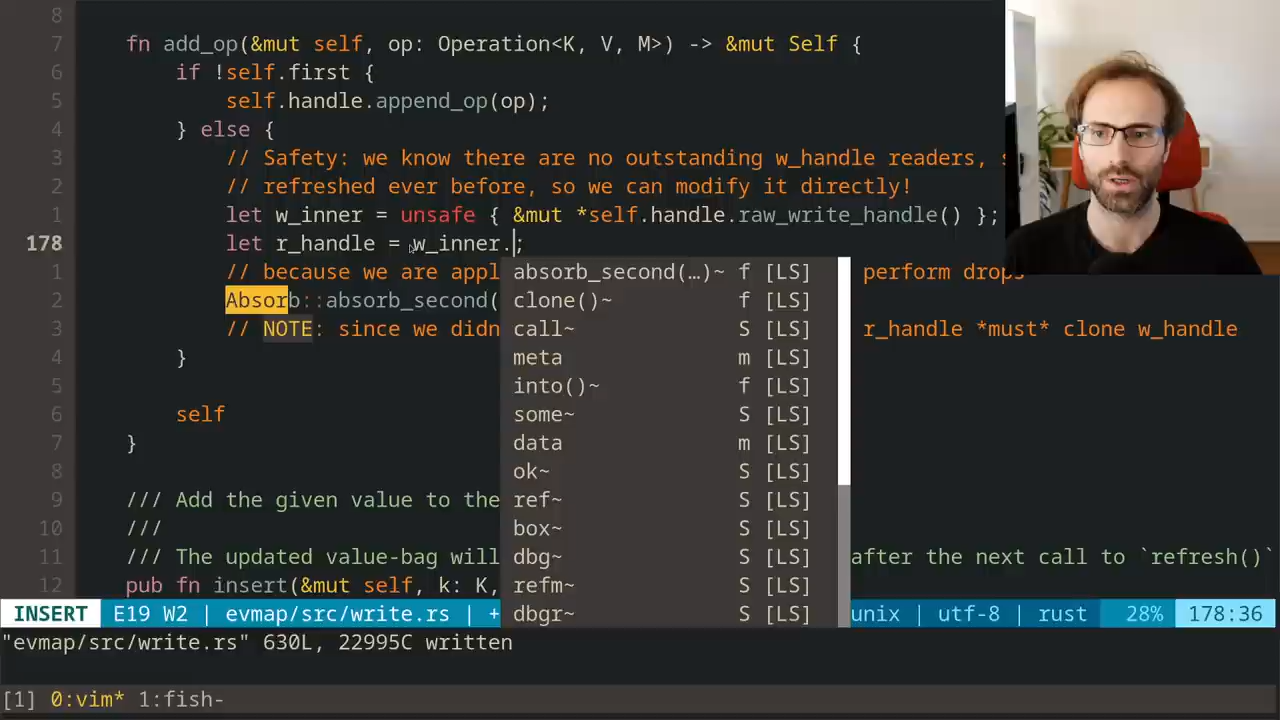 8
7 fn add_op(&mut self, op: Operation<K, V, M>) -> &mut Self {
6 if !self.first {
5 self.handle.append_op(op);
4 } else {
3 // Safety: we know there are no outstanding w_handle readers,
2 // refreshed ever before, so we can modify it directly!
1 let w_inner = unsafe { &mut *self.handle.raw_write_handle() };
178 let r_handle = w_inner.;
1 // because we are appl perform drops
absorb_second(…)~ f [LS]
2 Absorb::absorb_second(
clone()~ f [LS]
3 // NOTE: since we didn r_handle *must* clone w_handle
call~ S [LS]
4 }
meta m [LS]
5
into()~ f [LS]
6 self
some~ S [LS]
7 }
data m [LS]
8
ok~ S [LS]
9 /// Add the given value to the
ref~ S [LS]
10 ///
box~ S [LS]
11 /// The updated value-bag will after the next call to `refresh()`
dbg~ S [LS]
12 pub fn insert(&mut self, k: K,
refm~ S [LS]
INSERT E19 W2 | evmap/src/write.rs | + unix | utf-8 | rust 28% 178:36
dbgr~ S [LS]
"evmap/src/write.rs" 630L, 22995C written
[1] 0:vim* 1:fish-